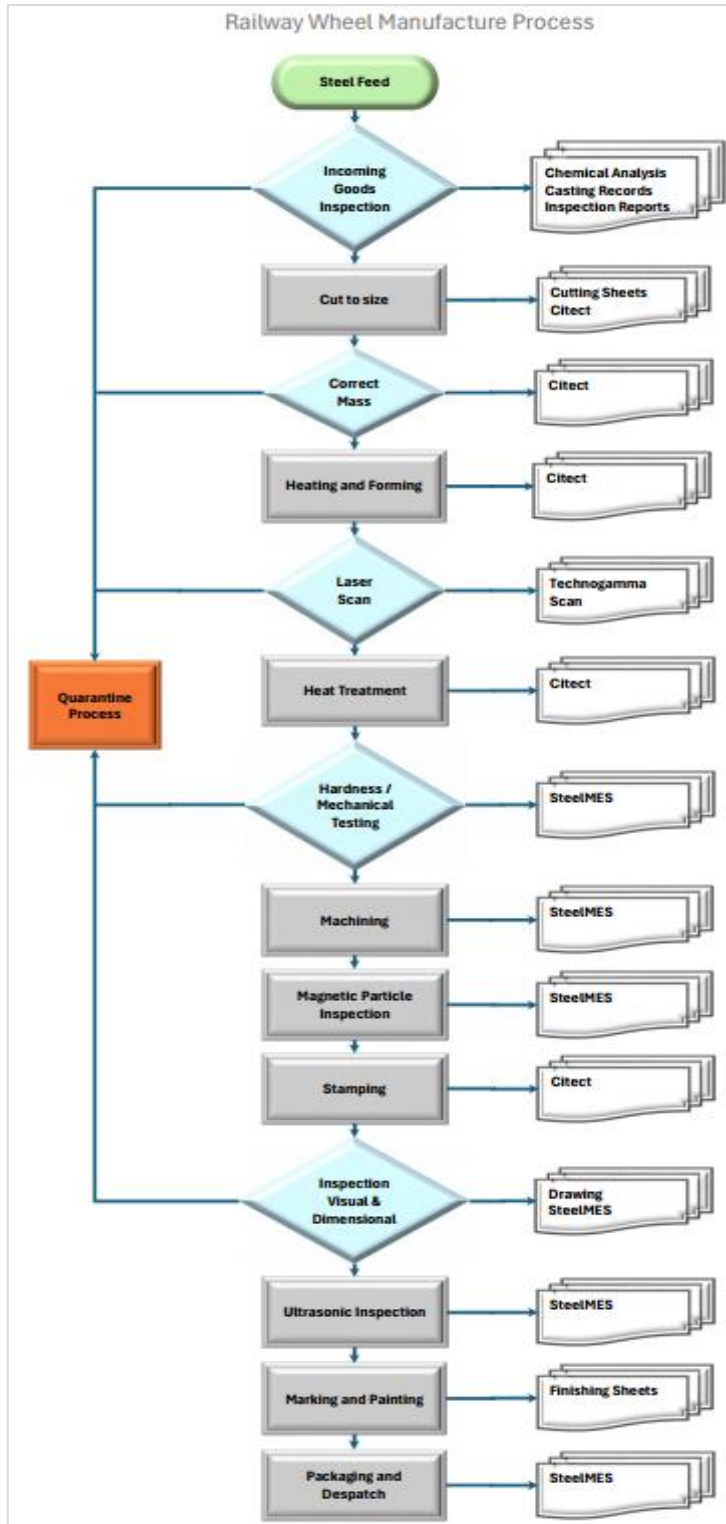 Railway Wheel Manufacture Process
Steel Feed
Incoming
Goods
Inspection
Chemical Analysis
Casting Records
Inspection Reports
Cut to size
Cutting Sheets
Citect
Correct
Mass
Citect
Heating and Forming
Citect
Laser
Scan
Technogamma
Scan
Quarantine
Process
Heat Treatment
Citect
Hardness /
Mechanical
Testing
SteelMES
Machining
SteelMES
Magnetic Particle
Inspection
SteelMES
Stamping
Citect
Inspection
Visual &
Dimensional
Drawing
SteelMES
Ultrasonic Inspection
SteelMES
Marking and Painting
Finishing Sheets
Packaging and
Despatch
SteelMES